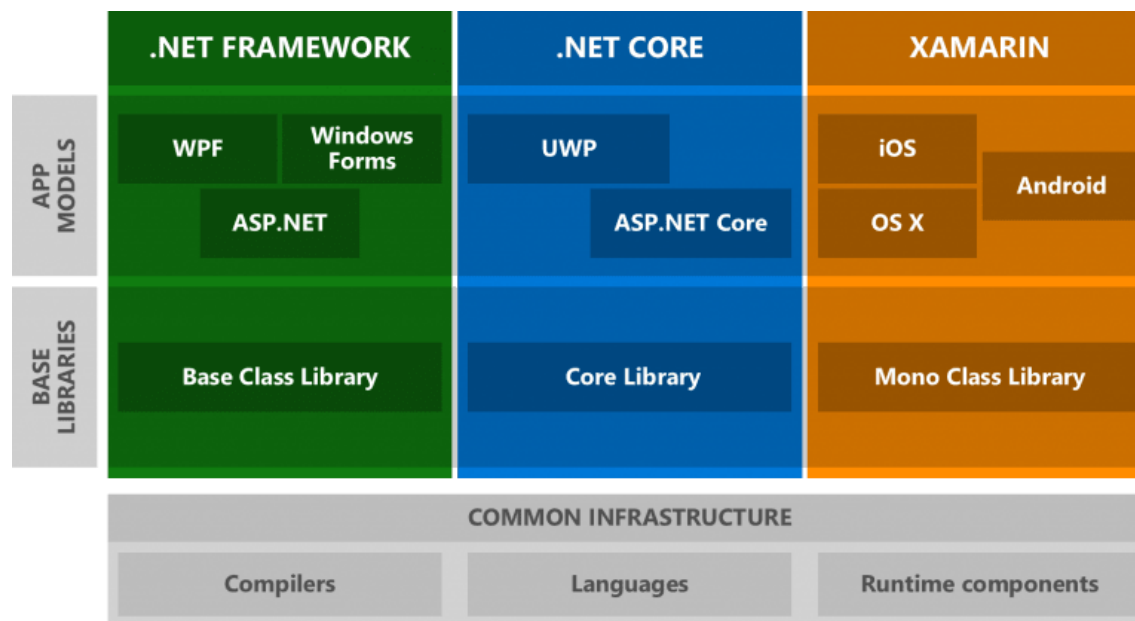 .NET FRAMEWORK
.NET CORE
XAMARIN
APP
MODELS
WPF
Windows
Forms
ASP.NET
UWP
ASP.NET Core
iOS
Android
OS X
BASE
LIBRARIES
Base Class Library
Core Library
Mono Class Library
COMMON INFRASTRUCTURE
Compilers
Languages
Runtime components